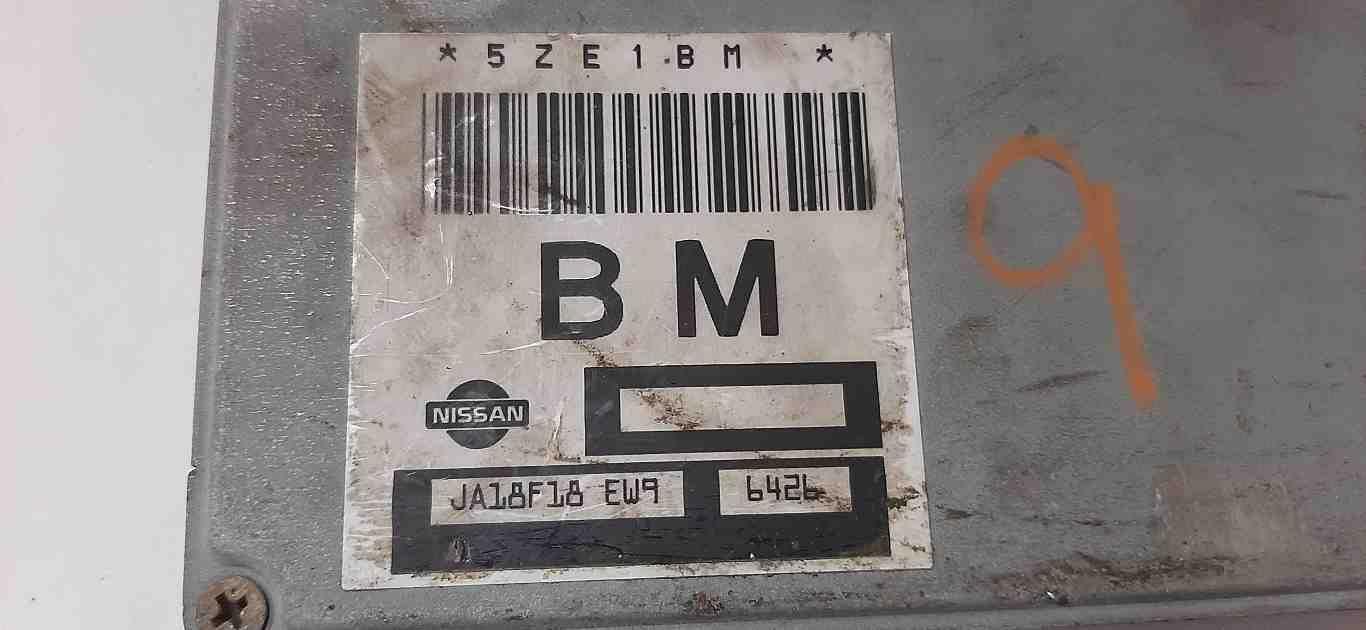 * 5 Z E 1 B M *
BM
NISSAN
JA18F18 EW9 6426
9